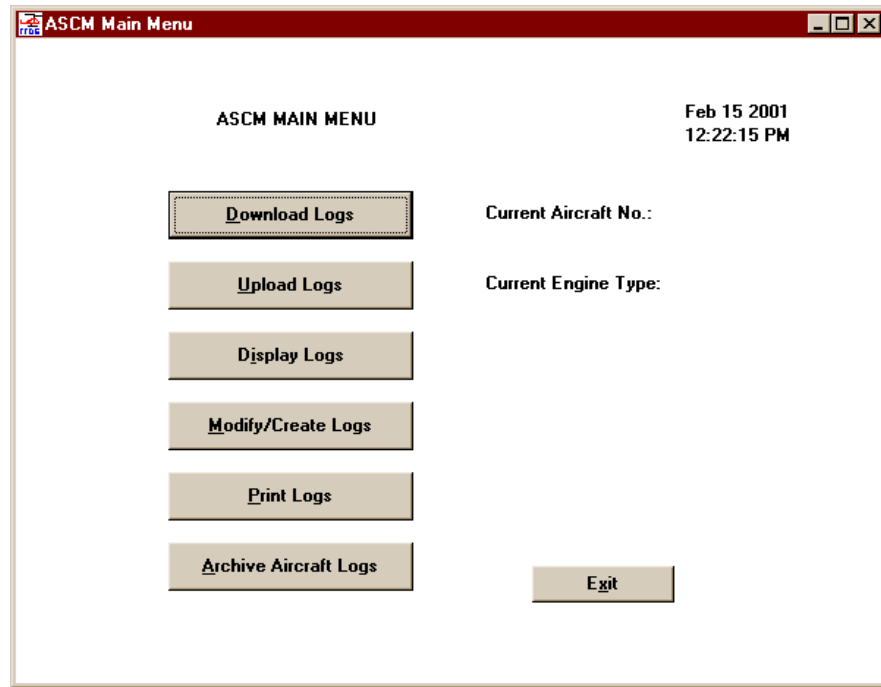 ASCM Main Menu
ASCM MAIN MENU
Feb 15 2001
12:22:15 PM
Download Logs
Current Aircraft No.:
Upload Logs
Current Engine Type:
Display Logs
Modify/Create Logs
Print Logs
Archive Aircraft Logs
Exit